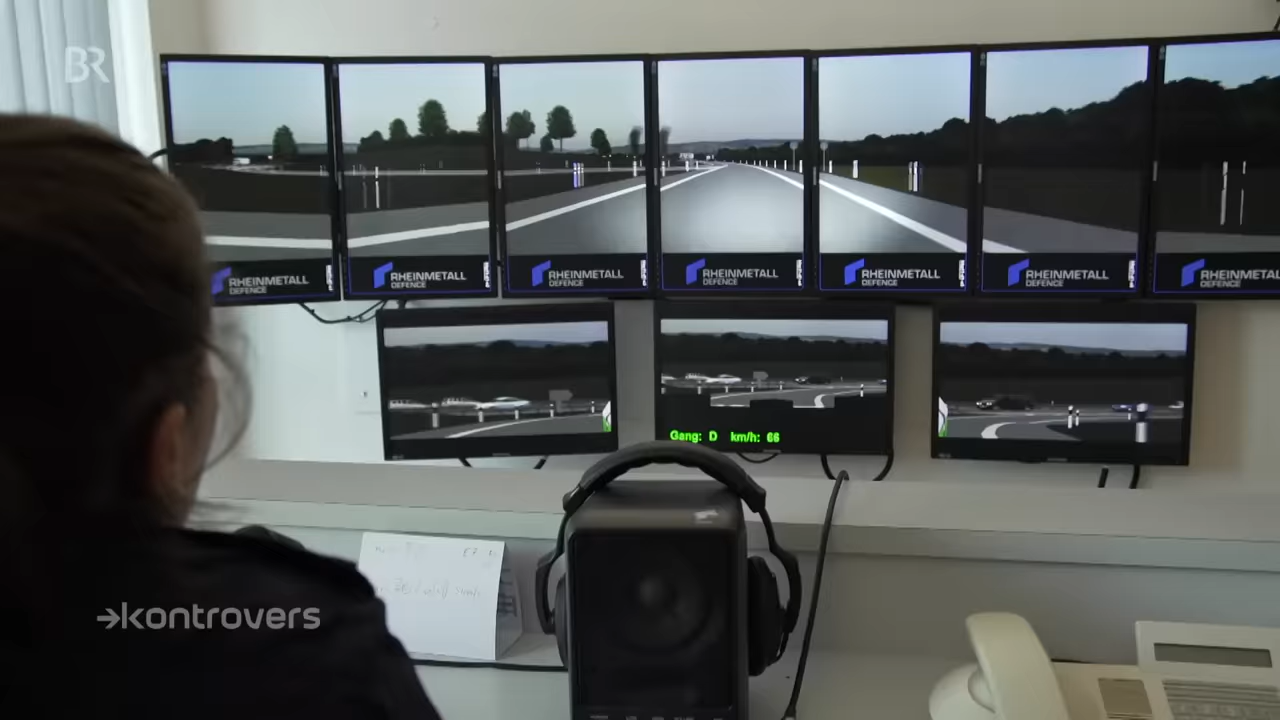 BR
RHEINMETALL
DEFENCE
RHEINMETALL
DEFENCE
RHEINMETALL
DEFENCE
RHEINMETALL
DEFENCE
RHEINMETALL
DEFENCE
RHEINMETALL
DEFENCE
RHEINMETALL
DEFENCE
Gang: D km/h: 66
kontrovers